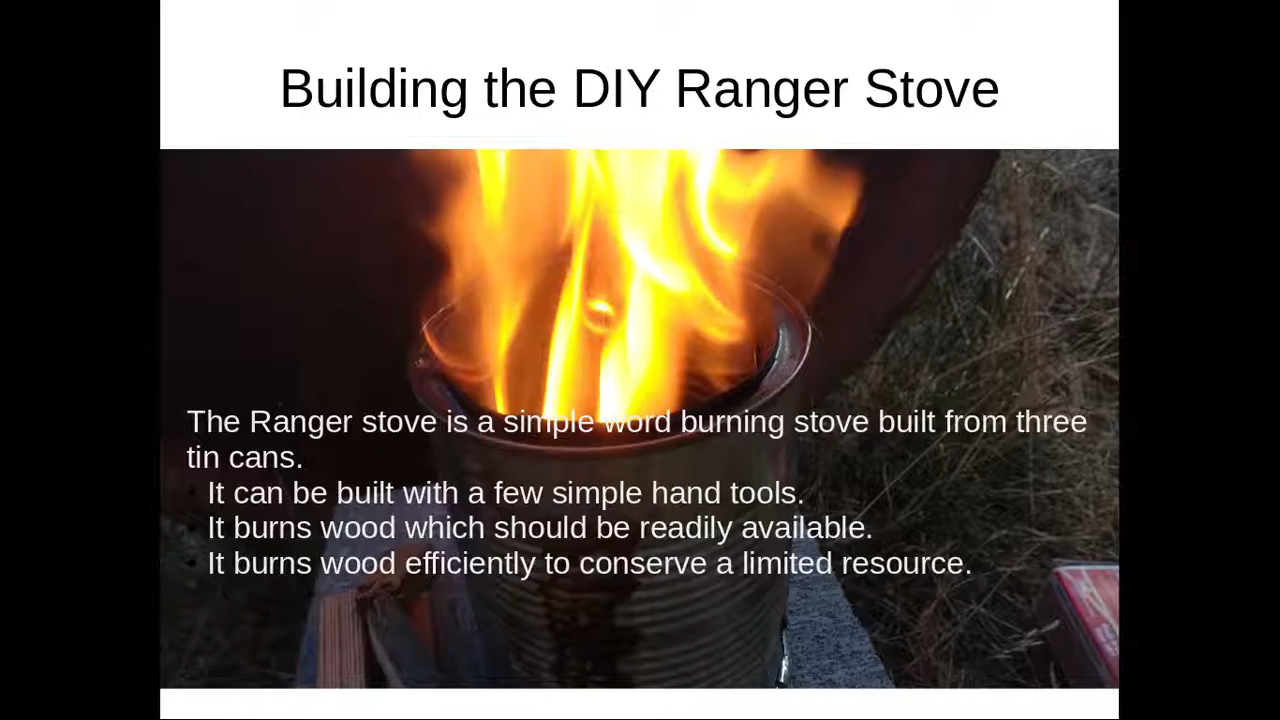 Building the DIY Ranger Stove
The Ranger stove is a simple word burning stove built from three
tin cans.
It can be built with a few simple hand tools.
It burns wood which should be readily available.
It burns wood efficiently to conserve a limited resource.